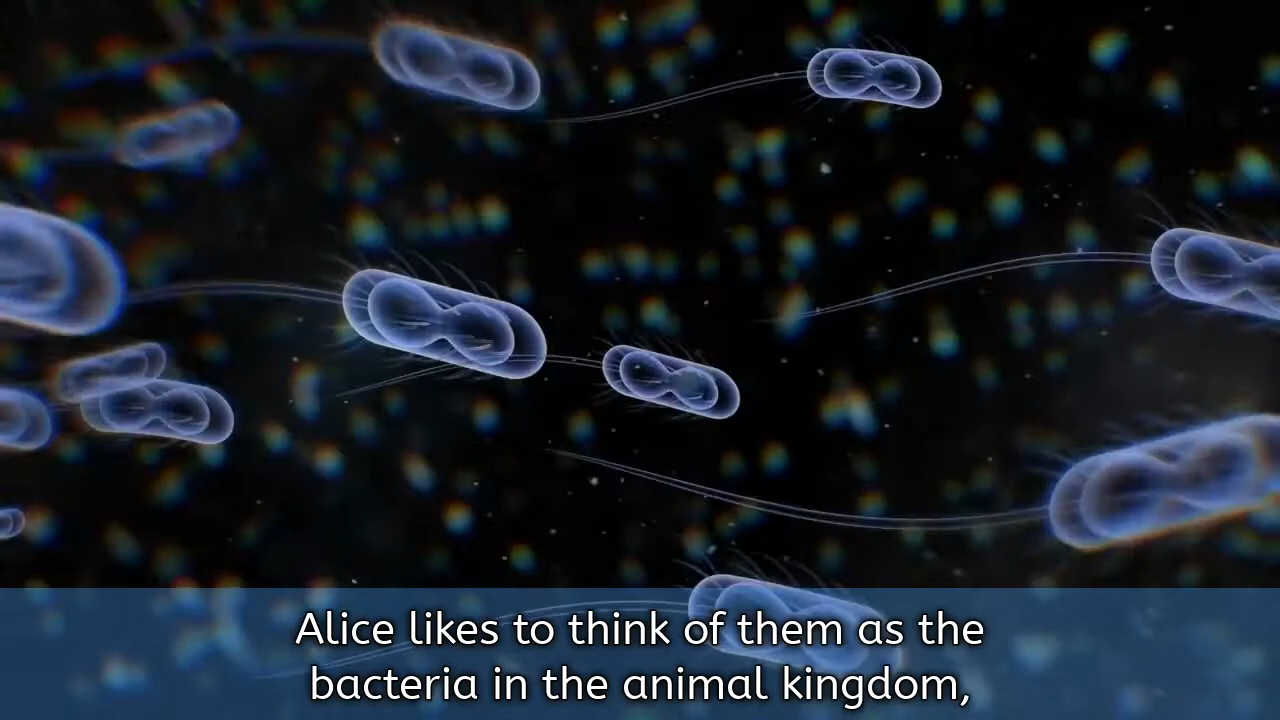 Alice likes to think of them as the
bacteria in the animal kingdom,